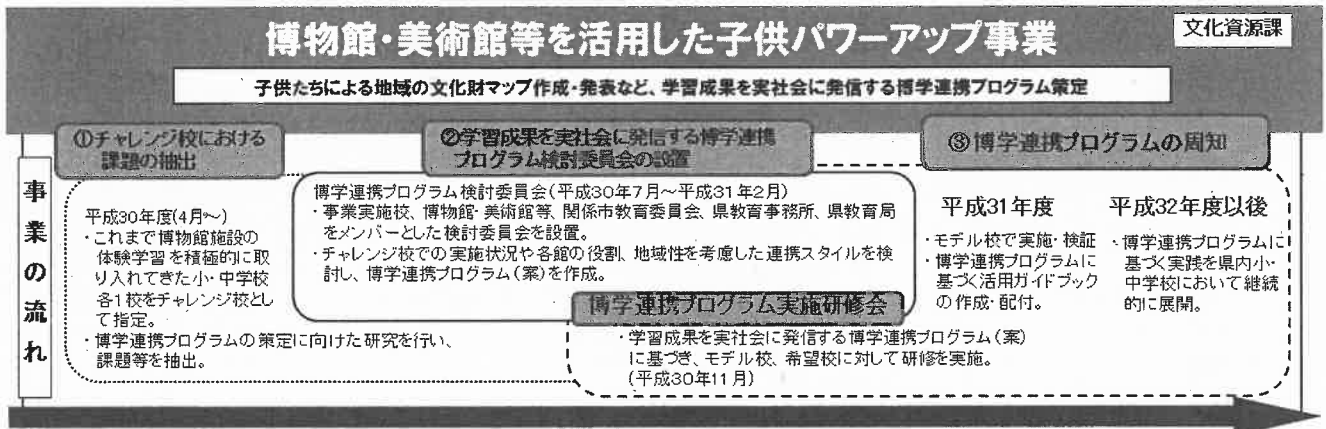 博物館・美術館等を活用した子供パワーアップ事業
文化資源課
子供たちによる地域の文化財マップ作成・発表など、学習成果を実社会に発信する博学連携プログラム策定
事業の流れ
①チャレンジ校における
課題の抽出
平成30年度(4月~)
・これまで博物館施設の
体験学習を積極的に取
り入れてきた小・中学校
各1校をチャレンジ校とし
て指定。
・博学連携プログラムの策定に向けた研究を行い、
課題等を抽出。
②学習成果を実社会に発信する博学連携
プログラム検討委員会の設置
博学連携プログラム検討委員会(平成30年7月~平成31年2月)
・事業実施校、博物館・美術館等、関係市教育委員会、県教育事務所、県教育局
をメンバーとした検討委員会を設置。
・チャレンジ校での実施状況や各館の役割、地域性を考慮した連携スタイルを検
討し、博学連携プログラム(案)を作成。
博学連携プログラム実施研修会
・学習成果を実社会に発信する博学連携プログラム(案)
に基づき、モデル校、希望校に対して研修を実施。
(平成30年11月)
③博学連携プログラムの周知
平成31年度
・モデル校で実施・検証
・博学連携プログラムに
基づく活用ガイドブック
の作成・配付。
平成32年度以後
・博学連携プログラムに
基づく実践を県内小・
中学校において継続
的に展開。